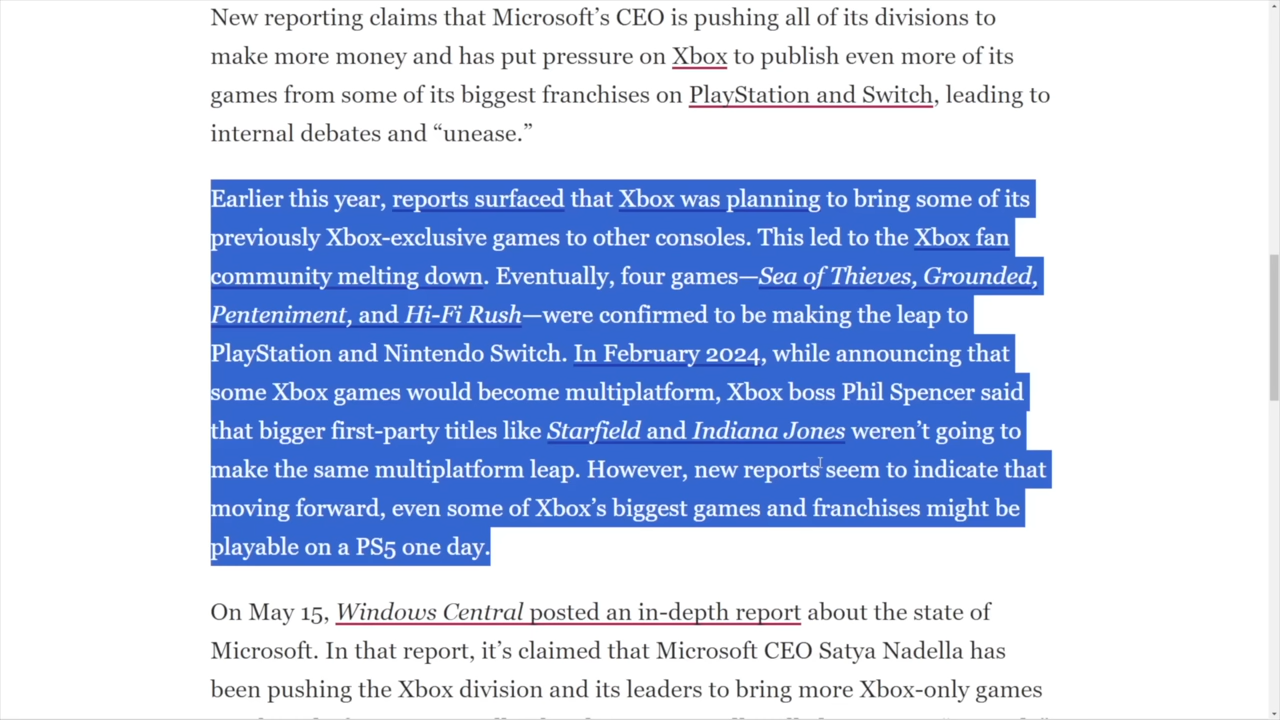 New reporting claims that Microsoft’s CEO is pushing all of its divisions to
make more money and has put pressure on Xbox to publish even more of its
games from some of its biggest franchises on PlayStation and Switch, leading to
internal debates and “unease.”
Earlier this year, reports surfaced that Xbox was planning to bring some of its
previously Xbox-exclusive games to other consoles. This led to the Xbox fan
community melting down. Eventually, four games—Sea of Thieves, Grounded,
Penteniment, and Hi-Fi Rush—were confirmed to be making the leap to
PlayStation and Nintendo Switch. In February 2024, while announcing that
some Xbox games would become multiplatform, Xbox boss Phil Spencer said
that bigger first-party titles like Starfield and Indiana Jones weren’t going to
make the same multiplatform leap. However, new reports seem to indicate that
moving forward, even some of Xbox’s biggest games and franchises might be
playable on a PS5 one day.
On May 15, Windows Central posted an in-depth report about the state of
Microsoft. In that report, it’s claimed that Microsoft CEO Satya Nadella has
been pushing the Xbox division and its leaders to bring more Xbox-only games